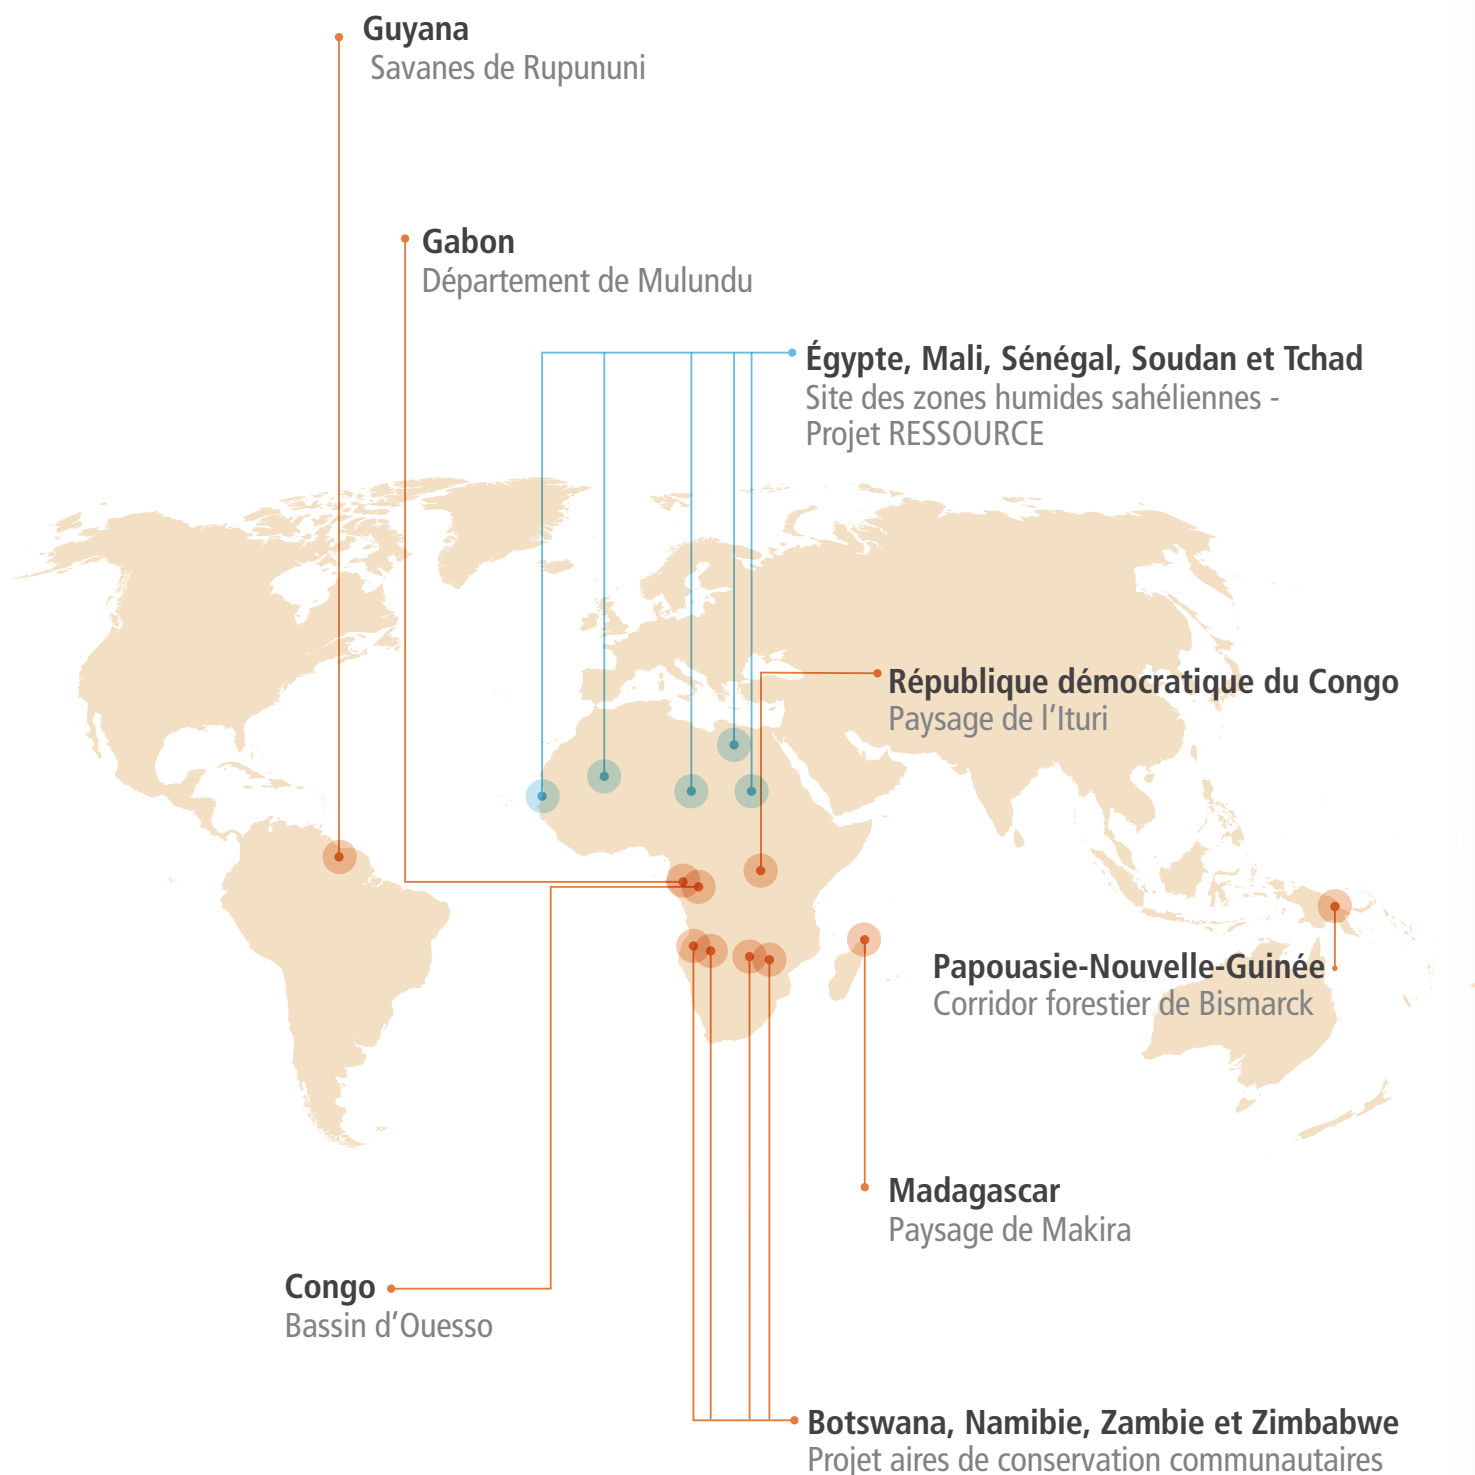 Guyana
Savanes de Rupununi
Gabon
Département de Mulundu
Égypte, Mali, Sénégal, Soudan et Tchad
Site des zones humides sahéliennes -
Projet RESSOURCE
République démocratique du Congo
Paysage de l’Ituri
Papouasie-Nouvelle-Guinée
Corridor forestier de Bismarck
Madagascar
Paysage de Makira
Congo
Bassin d’Ouesso
Botswana, Namibie, Zambie et Zimbabwe
Projet aires de conservation communautaires